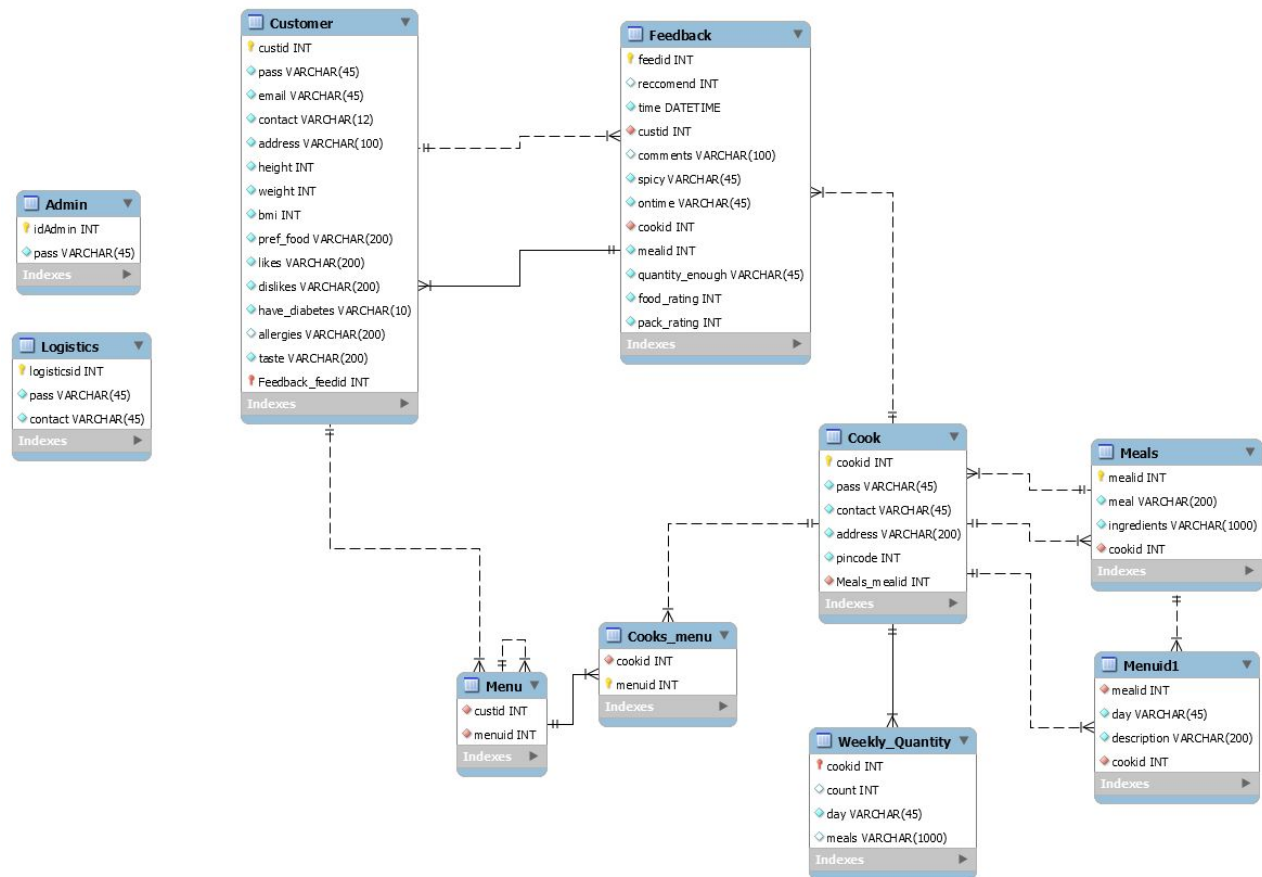 Customer
custid INT
pass VARCHAR(45)
email VARCHAR(45)
contact VARCHAR(12)
address VARCHAR(100)
height INT
weight INT
bmi INT
pref_food VARCHAR(200)
likes VARCHAR(200)
dislikes VARCHAR(200)
have_diabetes VARCHAR(10)
allergies VARCHAR(200)
taste VARCHAR(200)
Feedback_feedid INT
Indexes
Feedback
feedid INT
reccomend INT
time DATETIME
custid INT
comments VARCHAR(100)
spicy VARCHAR(45)
ontime VARCHAR(45)
cookid INT
mealid INT
quantity_enough VARCHAR(45)
food_rating INT
pack_rating INT
Indexes
Admin
idAdmin INT
pass VARCHAR(45)
Indexes
Logistics
logisticsid INT
pass VARCHAR(45)
contact VARCHAR(45)
Indexes
Cook
cookid INT
pass VARCHAR(45)
contact VARCHAR(45)
address VARCHAR(200)
pincode INT
Meals_mealid INT
Indexes
Meals
mealid INT
meal VARCHAR(200)
ingredients VARCHAR(1000)
cookid INT
Indexes
Cooks_menu
cookid INT
menuid INT
Indexes
Menu
custid INT
menuid INT
Indexes
Menuid1
mealid INT
day VARCHAR(45)
description VARCHAR(200)
cookid INT
Indexes
Weekly_Quantity
cookid INT
count INT
day VARCHAR(45)
meals VARCHAR(1000)
Indexes